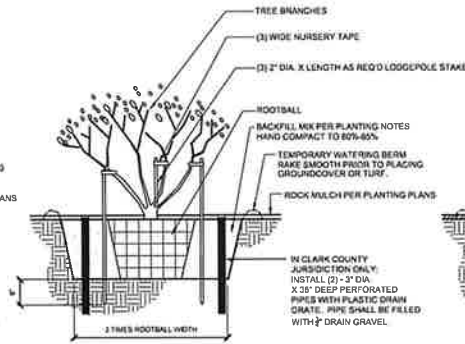 TREE BRANCHES
(3) WIDE NURSERY TAPE
(3) 2" DIA. X LENGTH AS REQ'D LODGEPOLE STAKE
ROOTBALL
BACKFILL MIX PER PLANTING NOTES
HAND COMPACT TO 80%-85%
TEMPORARY WATERING BERM
RAKE SMOOTH PRIOR TO PLACING
GROUNDCOVER OR TURF.
ROCK MULCH PER PLANTING PLANS
IN CLARK COUNTY
JURSIDICTION ONLY:
INSTALL (2) - 3" DIA
X 36" DEEP PERFORATED
PIPES WITH PLASTIC DRAIN
GRATE. PIPE SHALL BE FILLED
WITH DRAIN GRAVEL
2 TIMES ROOTBALL WIDTH